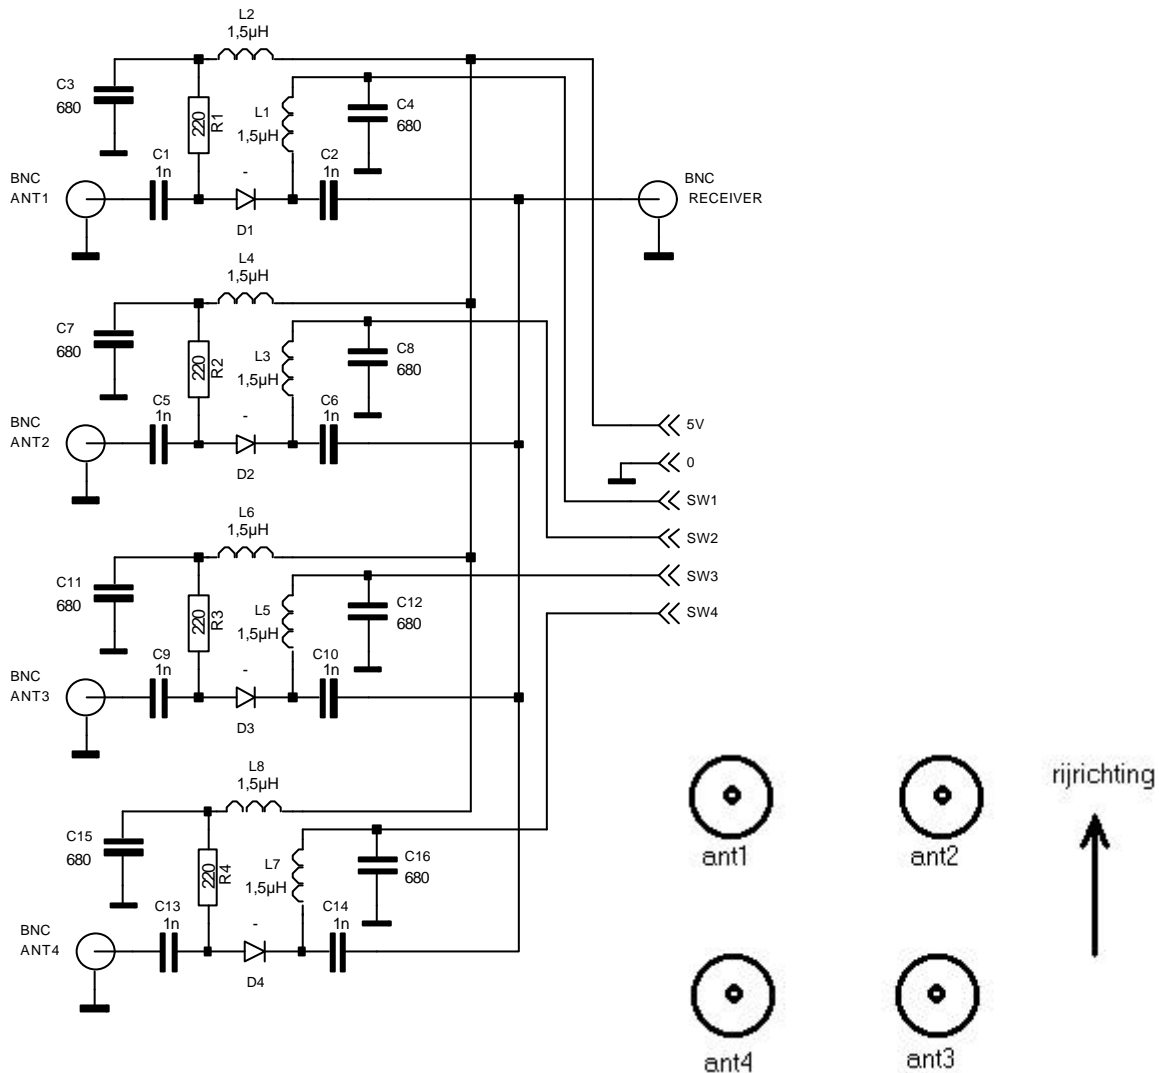 L2
1,5µH
C3
680
220
R1
L1
1,5µH
C4
680
C1
1n
-
C2
1n
BNC
ANT1
D1
BNC
RECEIVER
L4
1,5µH
C7
680
220
R2
L3
1,5µH
C8
680
C5
1n
-
C6
1n
BNC
ANT2
D2
5V
0
SW1
SW2
SW3
SW4
L6
1,5µH
C11
680
220
R3
L5
1,5µH
C12
680
C9
1n
-
C10
1n
BNC
ANT3
D3
L8
1,5µH
C15
680
220
R4
L7
1,5µH
C16
680
C13
1n
-
C14
1n
BNC
ANT4
D4
rijrichting
ant1
ant2
ant4
ant3